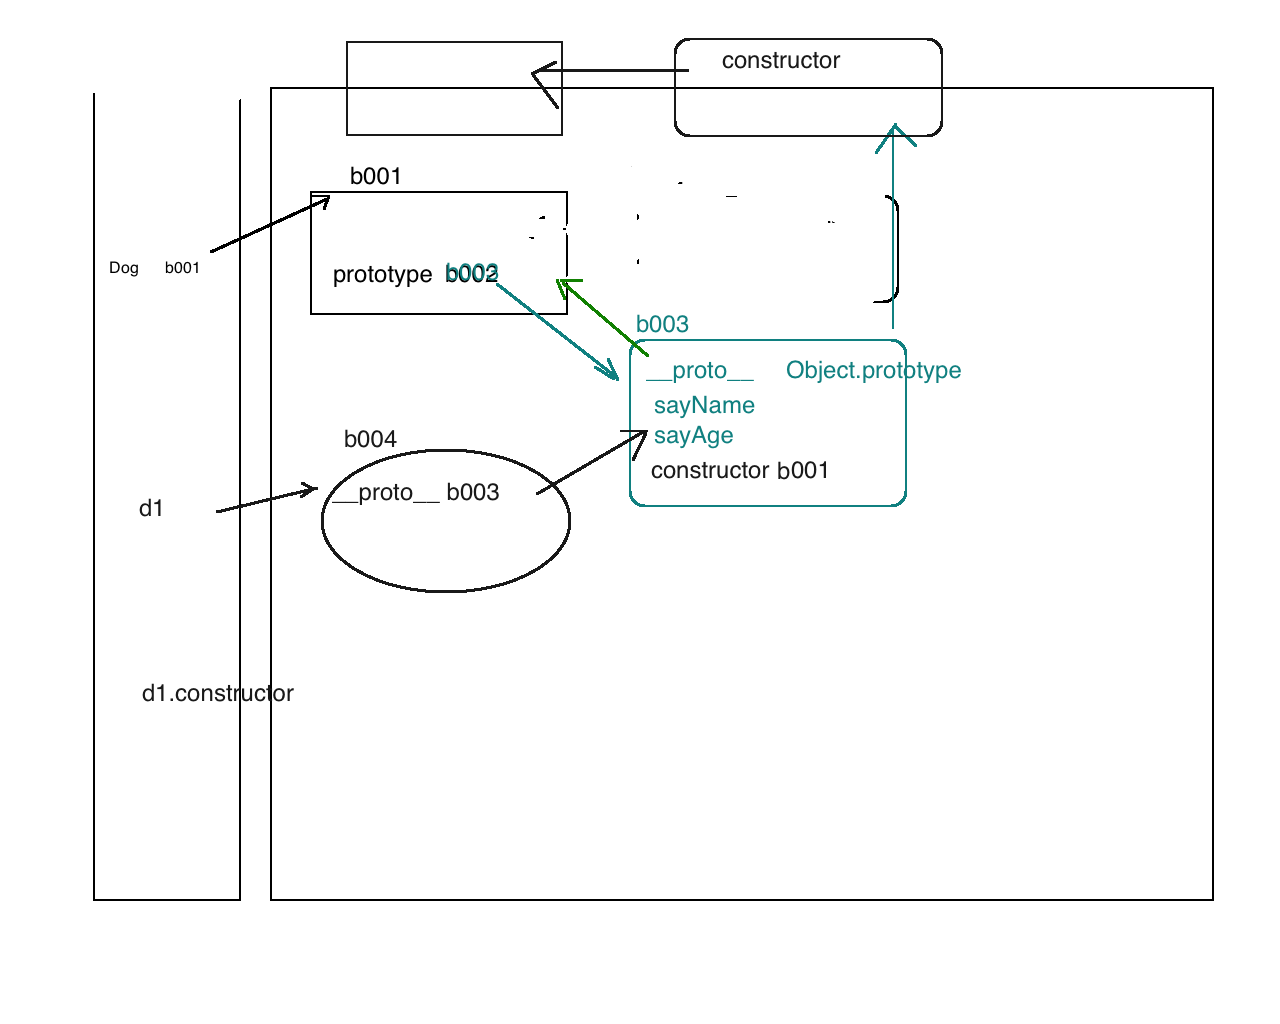 constructor
b001
Dog b001
prototype
b003
__proto__ Object.prototype
sayName
sayAge
constructor b001
b004
__proto__ b003
d1
d1.constructor